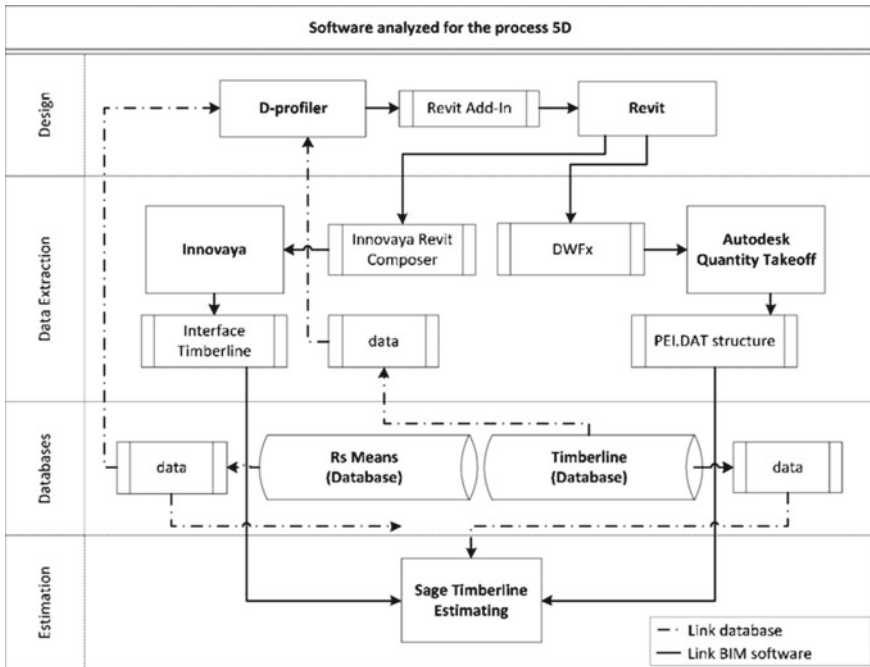 Software analyzed for the process 5D
Design
D-profiler
Revit Add-In
Revit
Data Extraction
Innovaya
Innovaya Revit
Composer
DWFx
Autodesk
Quantity Takeoff
Interface
Timberline
data
PEI.DAT structure
Databases
data
Rs Means
(Database)
Timberline
(Database)
data
Estimation
Sage Timberline
Estimating
Link database
Link BIM software